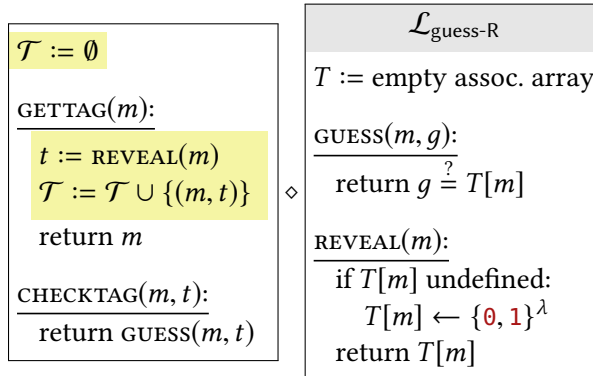 𝒯 := ∅
GETTAG(m):
t := REVEAL(m)
𝒯 := 𝒯 ∪ {(m, t)}
return m
CHECKTAG(m, t):
return GUESS(m, t)
⋄
ℒguess-R
T := empty assoc. array
GUESS(m, g):
return g ≟ T[m]
REVEAL(m):
if T[m] undefined:
T[m] ← {0, 1}^λ
return T[m]